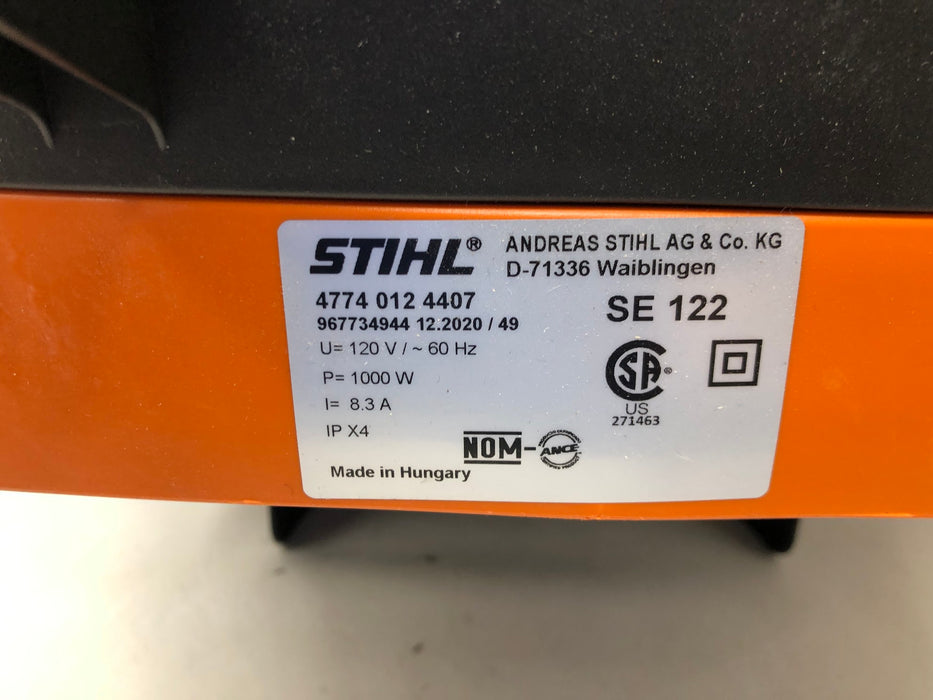 STIHL®
ANDREAS STIHL AG & Co. KG
D-71336 Waiblingen
4774 012 4407
SE 122
967734944 12.2020 / 49
U= 120 V / ~ 60 Hz
P= 1000 W
I= 8.3 A
IP X4
SA®
US
271463
NOM-ANCE
Made in Hungary